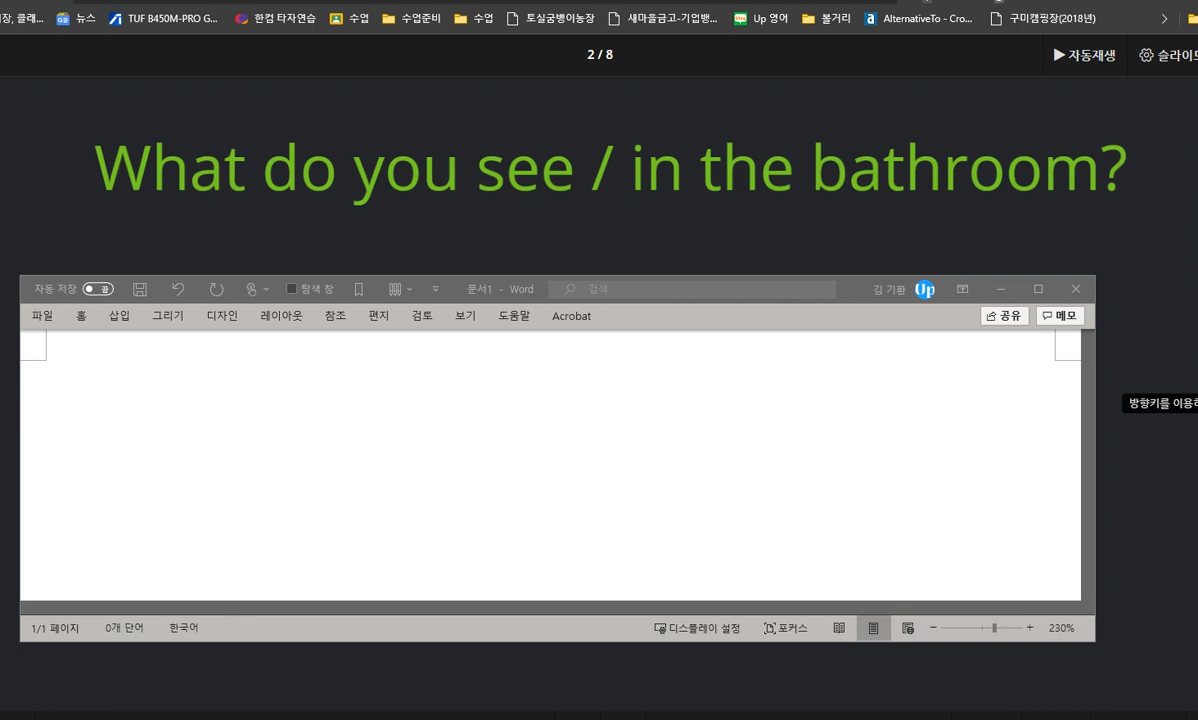 장, 클래...
뉴스
TUF B450M-PRO G...
한컴 타자연습
수업
수업준비
수업
토실굼벵이농장
새마을금고-기업뱅...
Up 영어
볼거리
AlternativeTo - Cro...
구미캠핑장(2018년)
2 / 8
▶ 자동재생
슬라이드
What do you see / in the bathroom?
자동 저장 끔
탐색 창
문서1 - Word
검색
김 기환
Up
파일 홈 삽입 그리기 디자인 레이아웃 참조 편지 검토 보기 도움말 Acrobat
공유
메모
방향키를 이용하
1/1 페이지 0개 단어 한국어
디스플레이 설정
포커스
230%